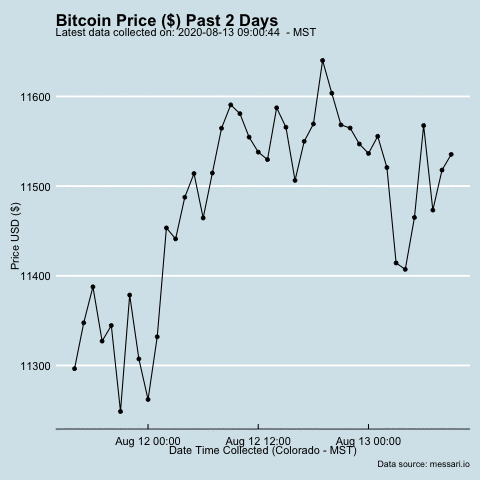 Bitcoin Price ($) Past 2 Days
Latest data collected on: 2020-08-13 09:00:44  - MST
11600
11500
11400
11300
Price USD ($)
Aug 12 00:00 Aug 12 12:00 Aug 13 00:00
Date Time Collected (Colorado - MST)
Data source: messari.io